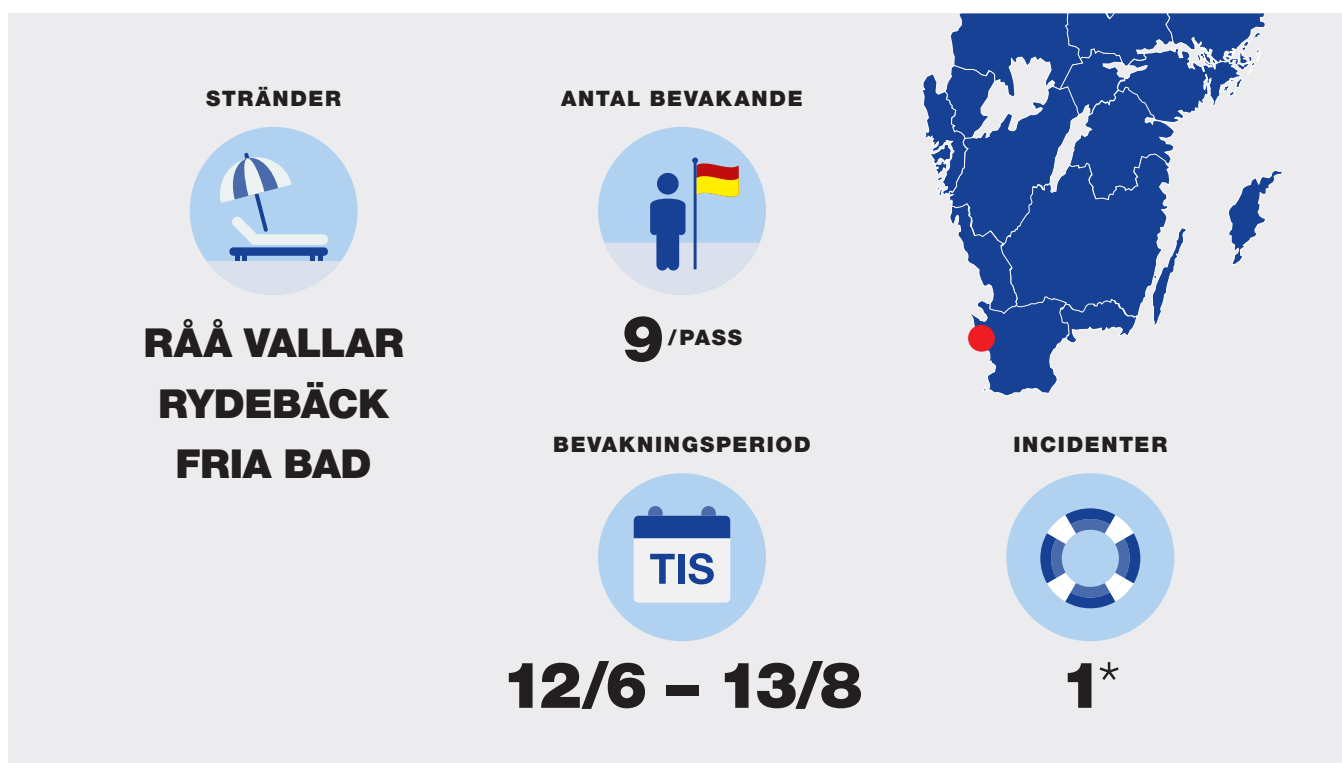 STRÄNDER
RÅÅ VALLAR
RYDEBÄCK
FRIA BAD
ANTAL BEVAKANDE
9/PASS
BEVAKNINGSPERIOD
TIS
12/6 – 13/8
INCIDENTER
1*